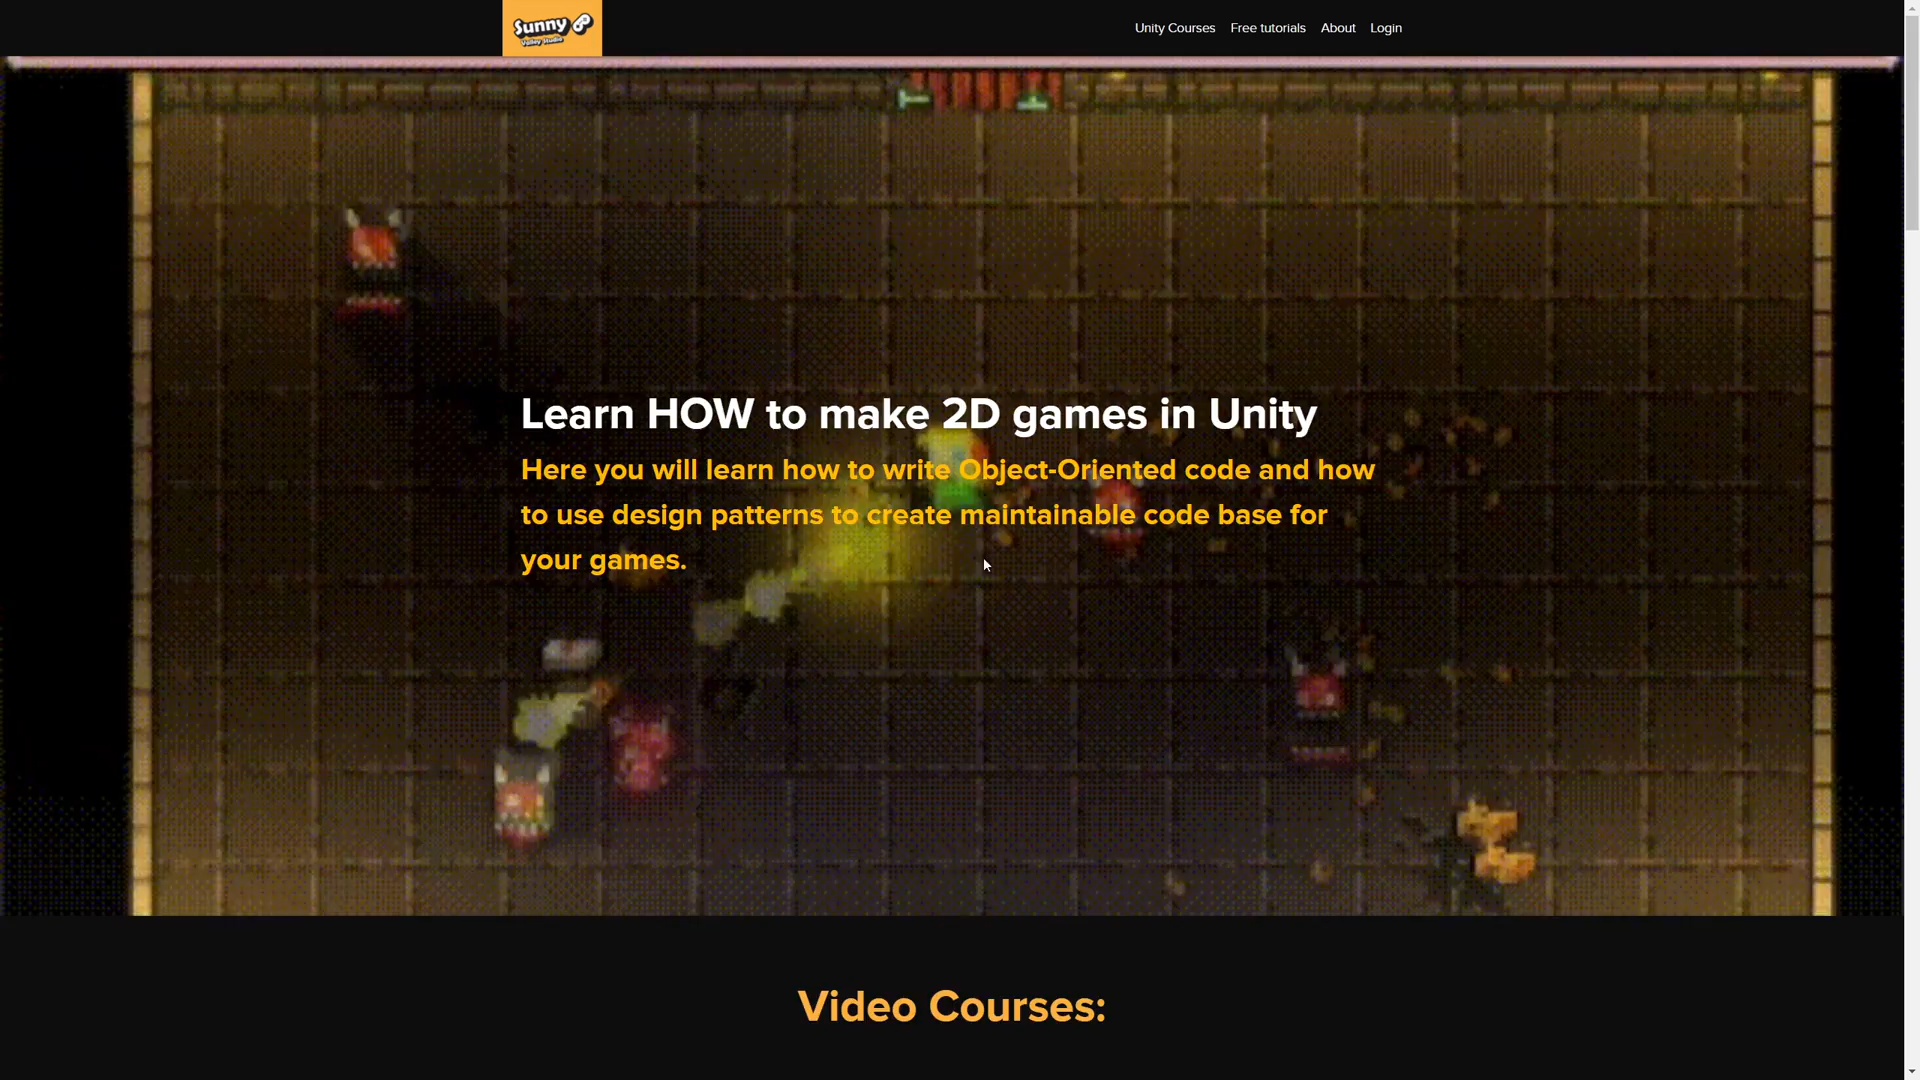 Sunny
Valley Studio
Unity Courses
Free tutorials
About
Login
Learn HOW to make 2D games in Unity
Here you will learn how to write Object-Oriented code and how
to use design patterns to create maintainable code base for
your games.
Video Courses: